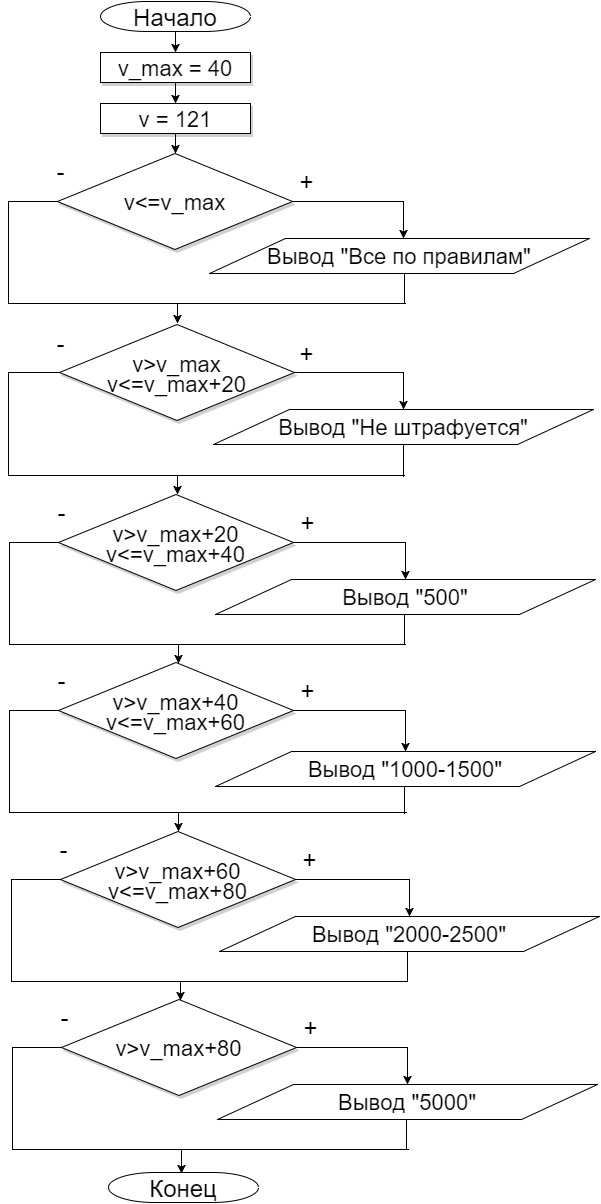 Начало
v_max = 40
v = 121
-
+
v<=v_max
Вывод "Все по правилам"
-
+
v>v_max
v<=v_max+20
Вывод "Не штрафуется"
-
+
v>v_max+20
v<=v_max+40
Вывод "500"
-
+
v>v_max+40
v<=v_max+60
Вывод "1000-1500"
-
+
v>v_max+60
v<=v_max+80
Вывод "2000-2500"
-
+
v>v_max+80
Вывод "5000"
Конец